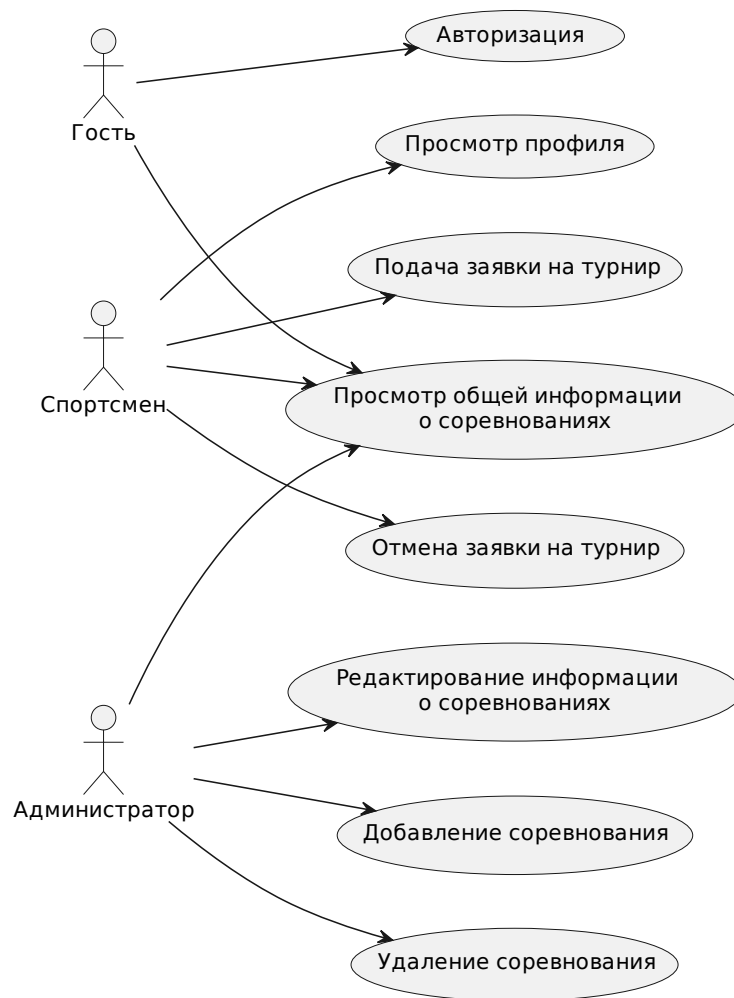 Авторизация
Гость
Просмотр профиля
Подача заявки на турнир
Спортсмен
Просмотр общей информации
о соревнованиях
Отмена заявки на турнир
Редактирование информации
о соревнованиях
Администратор
Добавление соревнования
Удаление соревнования